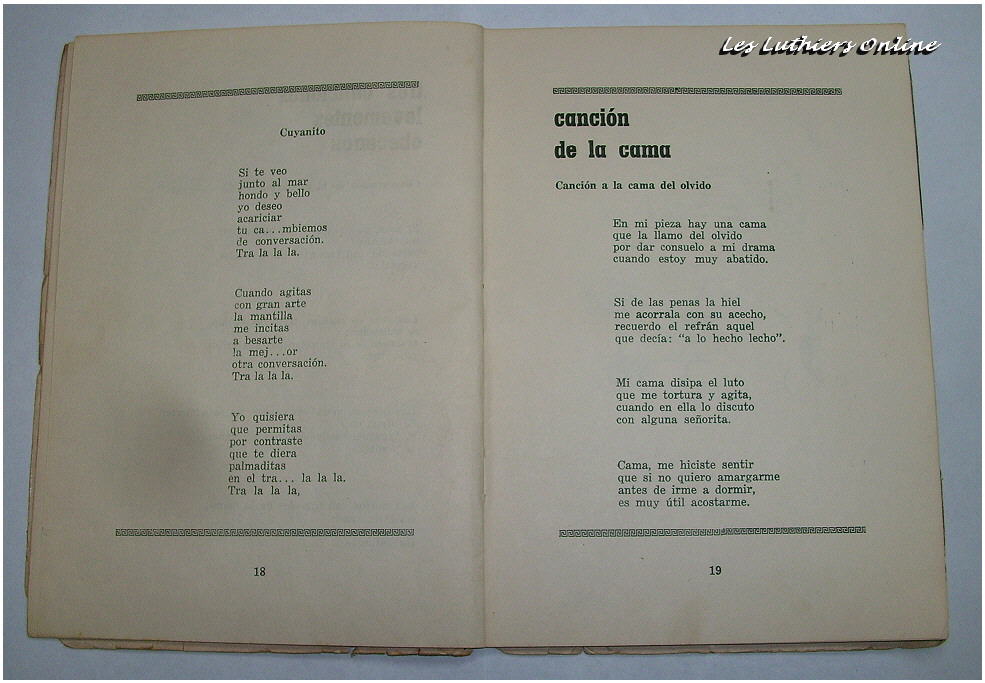 Les Luthiers Online
Cuyanito
Si te veo
junto al mar
hondo y bello
yo deseo
acariciar
tu ca...mbiemos
de conversación.
Tra la la la.
Cuando agitas
con gran arte
la mantilla
me incitas
a besarte
la mej...or
otra conversación.
Tra la la la.
Yo quisiera
que permitas
por contraste
que te diera
palmaditas
en el tra... la la la.
Tra la la la,
18
canción
de la cama
Canción a la cama del olvido
En mi pieza hay una cama
que la llamo del olvido
por dar consuelo a mi drama
cuando estoy muy abatido.
Si de las penas la hiel
me acorrala con su acecho,
recuerdo el refrán aquel
que decía: “a lo hecho lecho”.
Mi cama disipa el luto
que me tortura y agita,
cuando en ella lo discuto
con alguna señorita.
Cama, me hiciste sentir
que si no quiero amargarme
antes de irme a dormir,
es muy útil acostarme.
19